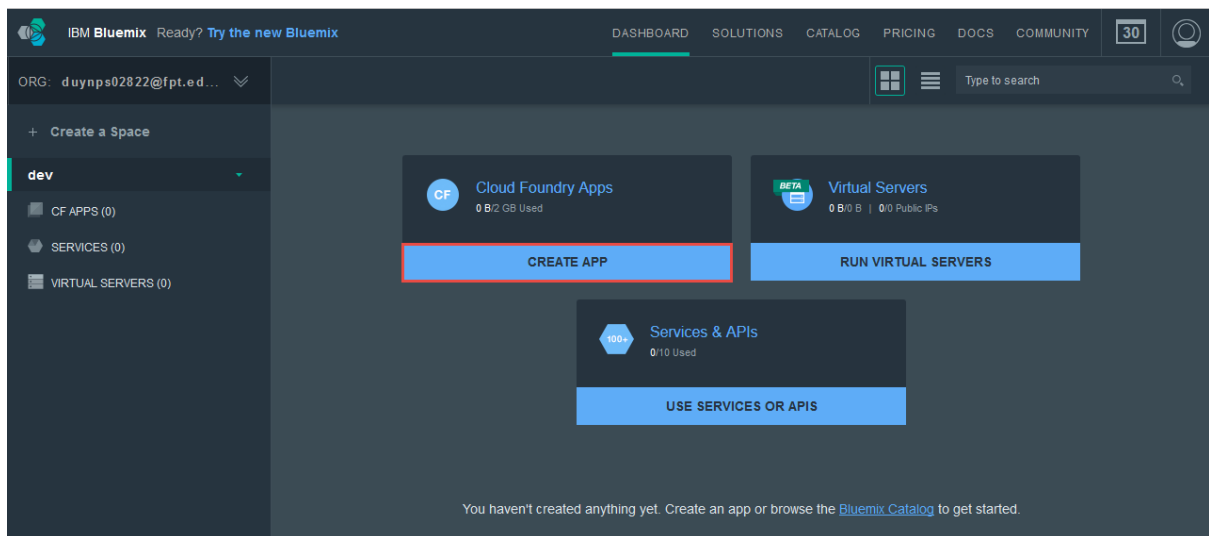 IBM Bluemix Ready? Try the new Bluemix
DASHBOARD SOLUTIONS CATALOG PRICING DOCS COMMUNITY 30
ORG: duynps02822@fpt.ed...
Type to search
+ Create a Space
dev
CF APPS (0)
SERVICES (0)
VIRTUAL SERVERS (0)
CF Cloud Foundry Apps
0 B/2 GB Used
CREATE APP
BETA Virtual Servers
0 B/0 B | 0/0 Public IPs
RUN VIRTUAL SERVERS
100+ Services & APIs
0/10 Used
USE SERVICES OR APIS
You haven't created anything yet. Create an app or browse the Bluemix Catalog to get started.